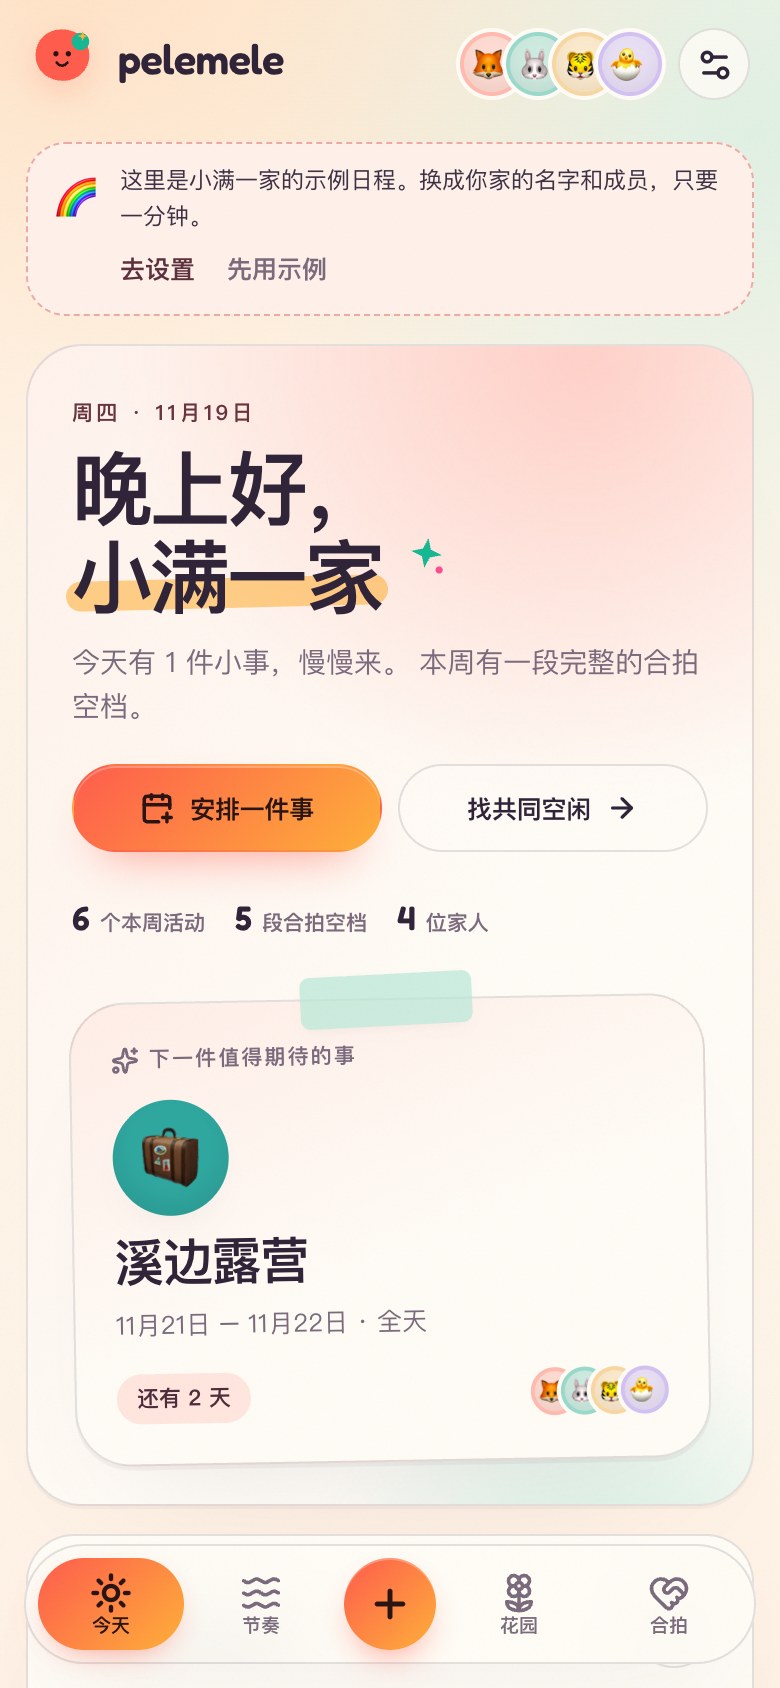 pelemele
这里是小满一家的示例日程。换成你家的名字和成员，只要
一分钟。
去设置 先用示例
周四 · 11月19日
晚上好，
小满一家
今天有 1 件小事，慢慢来。 本周有一段完整的合拍
空档。
安排一件事 找共同空闲
6 个本周活动 5 段合拍空档 4 位家人
下一件值得期待的事
溪边露营
11月21日 — 11月22日 · 全天
还有 2 天
今天 节奏 花园 合拍